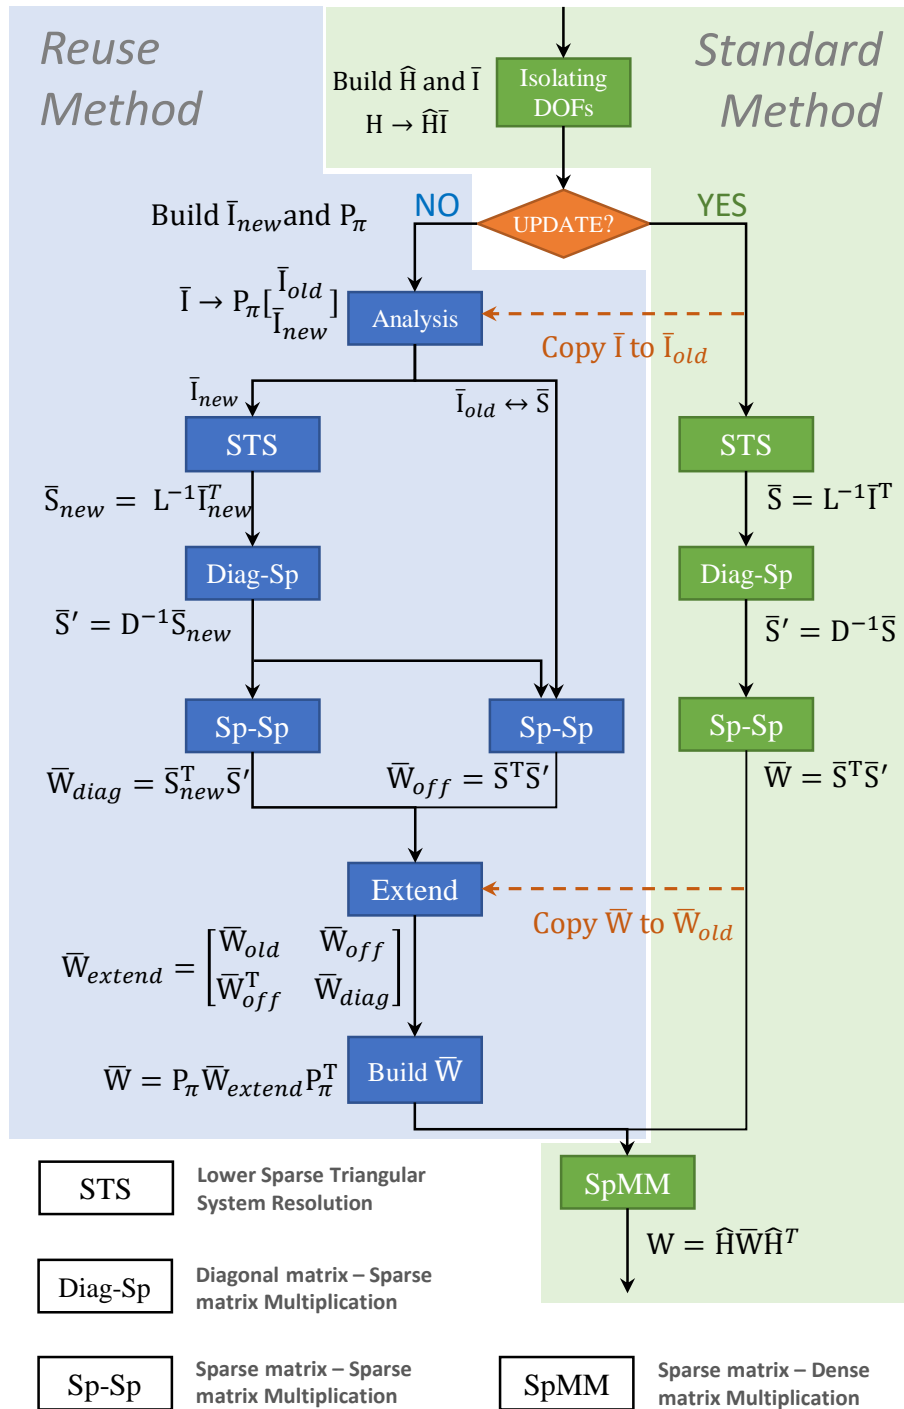 Reuse
Method
Standard
Method
Build Ĥ and Ī
H → ĤĪ
Isolating
DOFs
UPDATE?
NO
YES
Build Ī_new and P_π
Ī → P_π[Ī_old
Ī_new]
Analysis
Copy Ī to Ī_old
Ī_new
Ī_old ↔ S̄
STS
STS
S̄_new = L⁻¹Ī_new^T
S̄ = L⁻¹Ī^T
Diag-Sp
Diag-Sp
S̄′ = D⁻¹S̄_new
S̄′ = D⁻¹S̄
Sp-Sp
Sp-Sp
Sp-Sp
W̄_diag = S̄_new^T S̄′
W̄_off = S̄^T S̄′
W̄ = S̄^T S̄′
Extend
Copy W̄ to W̄_old
W̄_extend = [W̄_old W̄_off
W̄_off^T W̄_diag]
W̄ = P_π W̄_extend P_π^T
Build W̄
SpMM
W = ĤW̄Ĥ^T
STS
Lower Sparse Triangular
System Resolution
Diag-Sp
Diagonal matrix – Sparse
matrix Multiplication
Sp-Sp
Sparse matrix – Sparse
matrix Multiplication
SpMM
Sparse matrix – Dense
matrix Multiplication